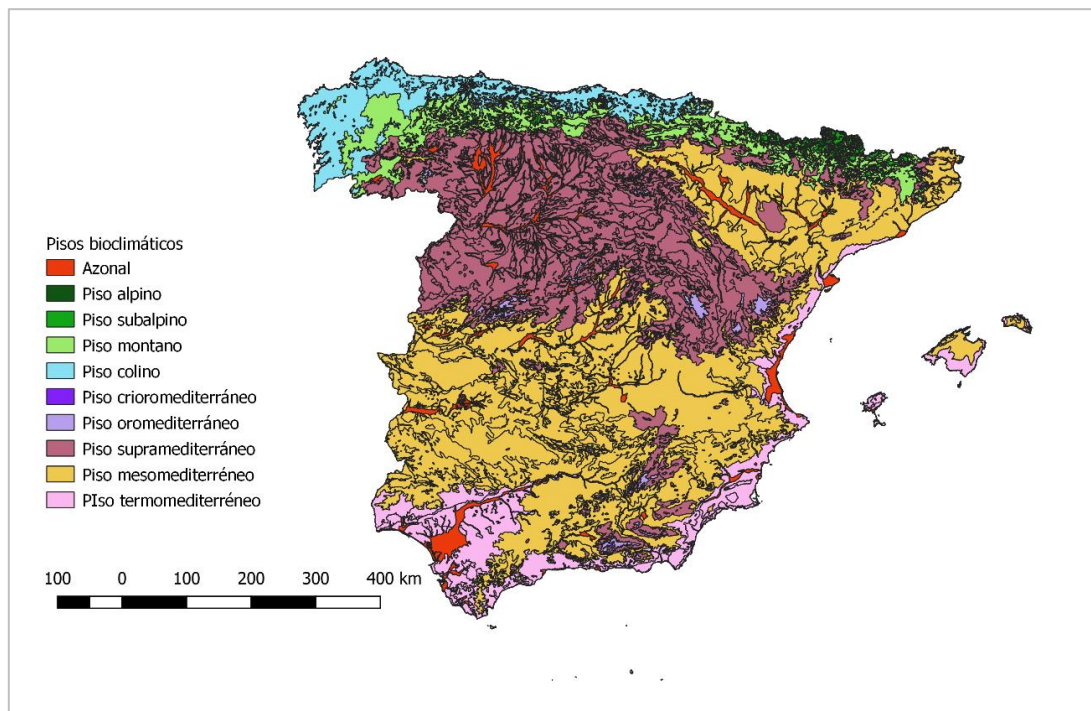 Pisos bioclimáticos
Azonal
Piso alpino
Piso subalpino
Piso montano
Piso colino
Piso crioromediterráneo
Piso oromediterráneo
Piso supramediterráneo
Piso mesomediterréneo
PIso termomediterréneo
100 0 100 200 300 400 km